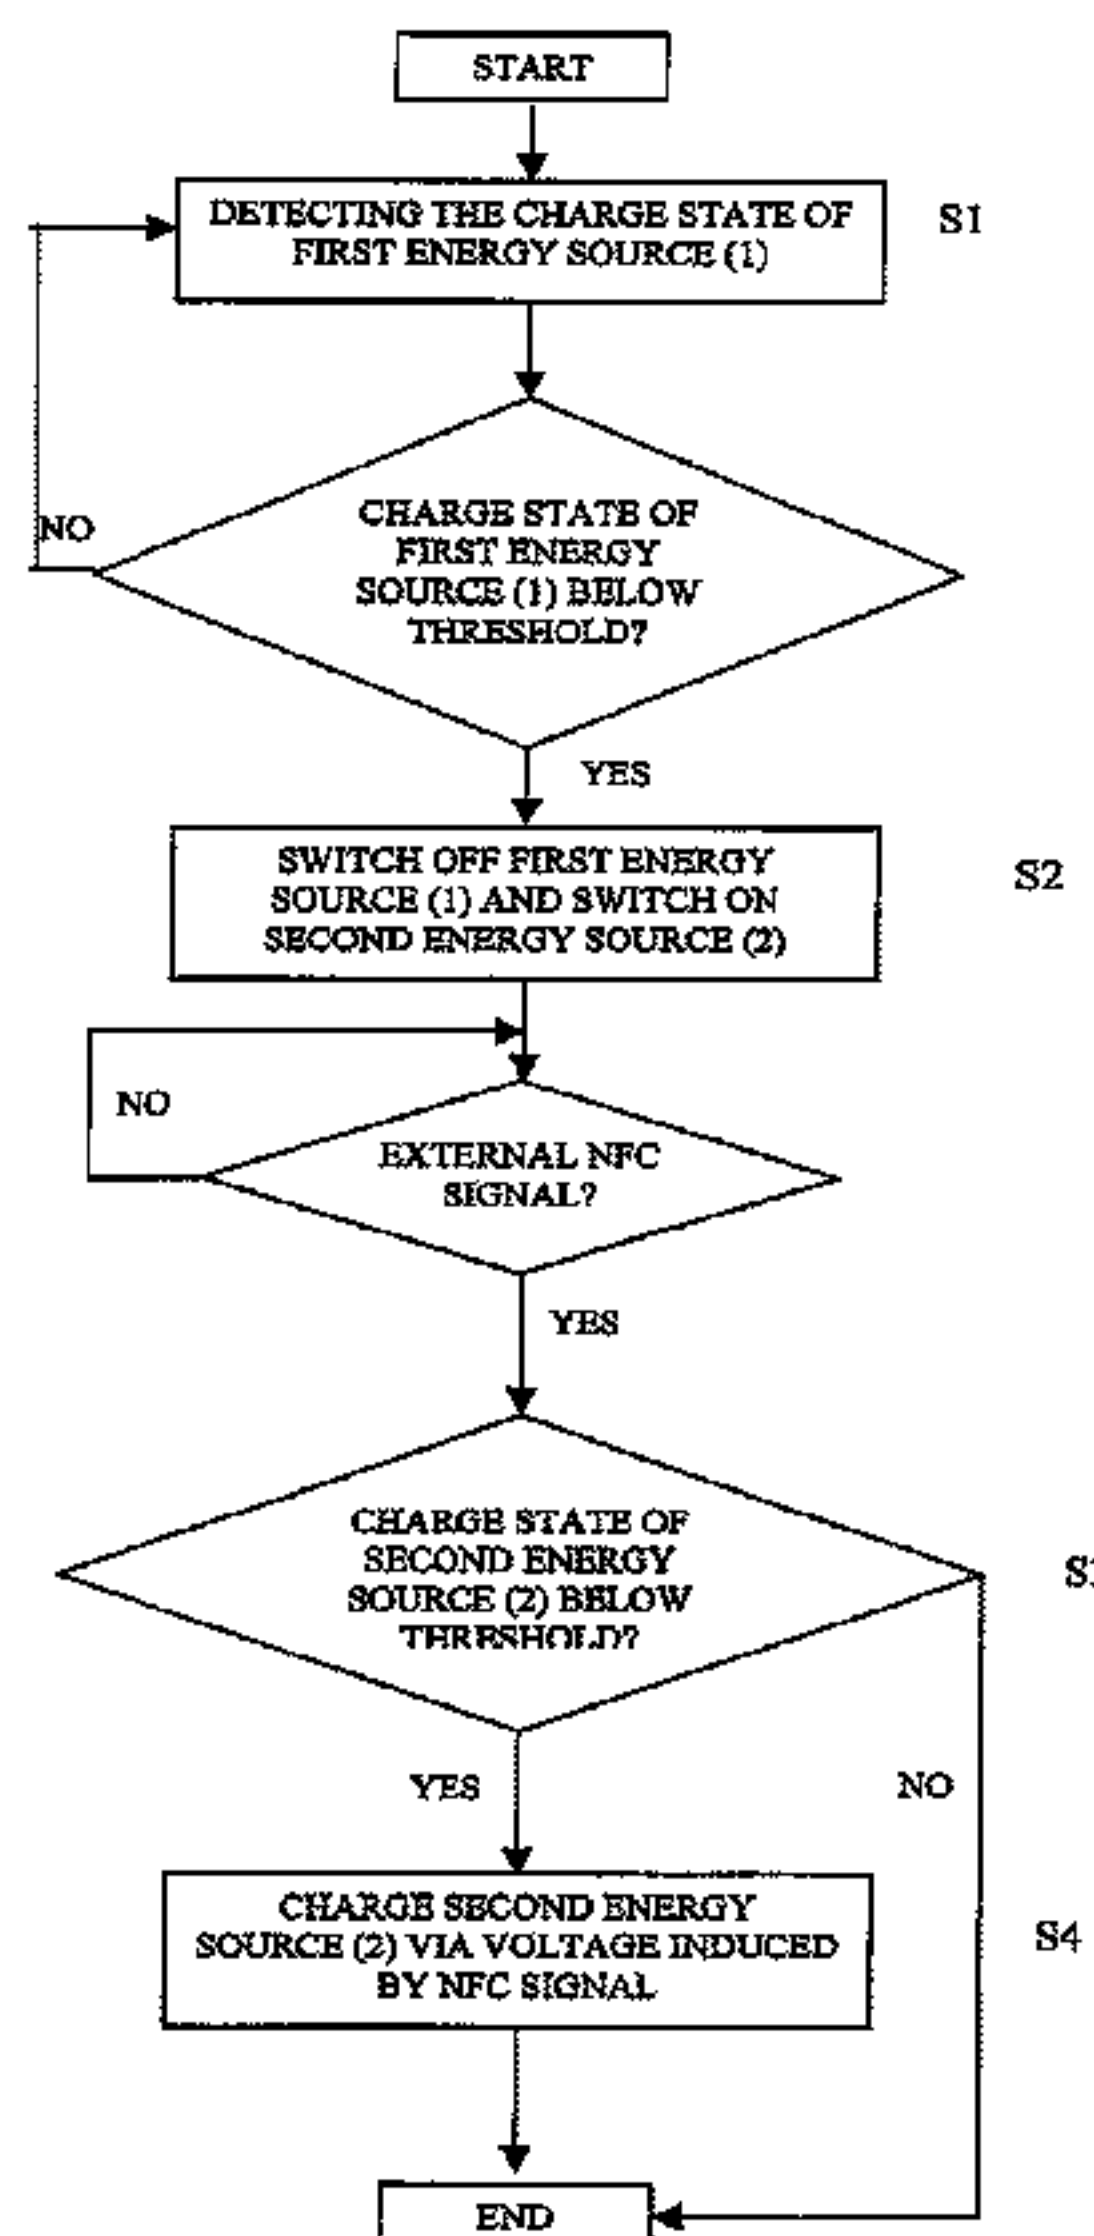 START
DETECTING THE CHARGE STATE OF
FIRST ENERGY SOURCE (1)
S1
CHARGE STATE OF
FIRST ENERGY
SOURCE (1) BELOW
THRESHOLD?
NO
YES
SWITCH OFF FIRST ENERGY
SOURCE (1) AND SWITCH ON
SECOND ENERGY SOURCE (2)
S2
NO
EXTERNAL NFC
SIGNAL?
YES
CHARGE STATE OF
SECOND ENERGY
SOURCE (2) BELOW
THRESHOLD?
YES
NO
CHARGE SECOND ENERGY
SOURCE (2) VIA VOLTAGE INDUCED
BY NFC SIGNAL
S4
END